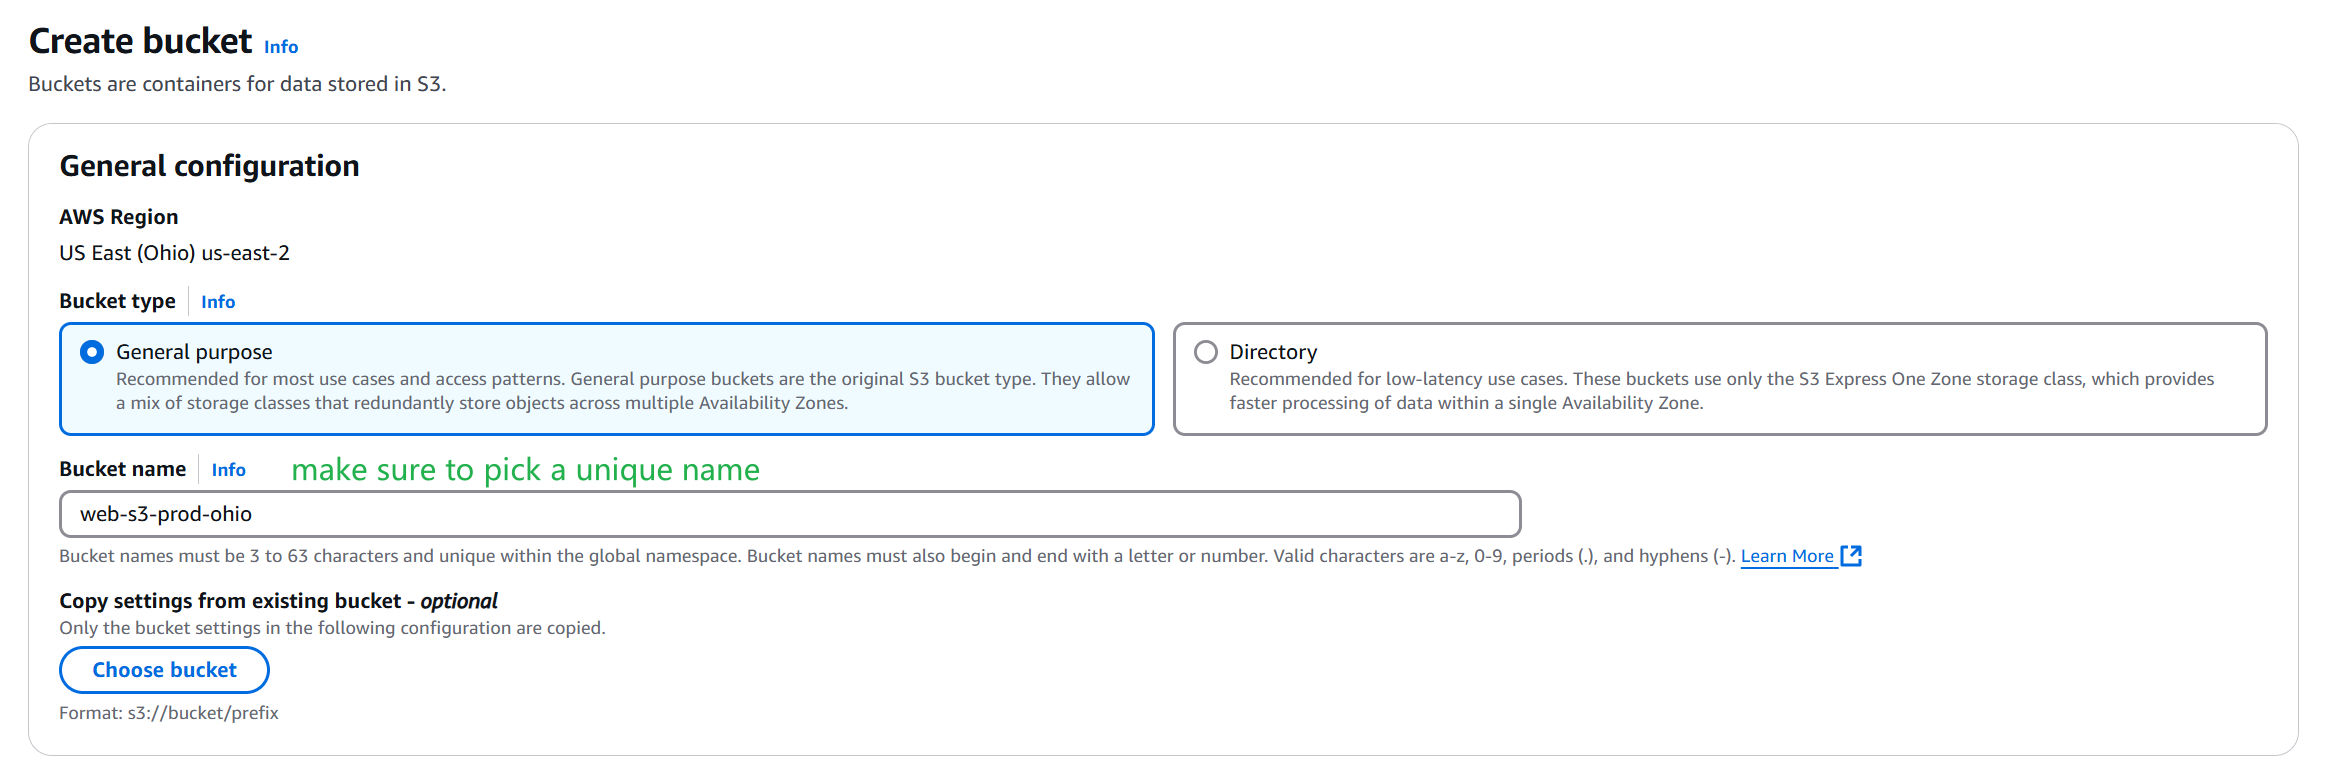 Create bucket Info
Buckets are containers for data stored in S3.
General configuration
AWS Region
US East (Ohio) us-east-2
Bucket type Info
General purpose
Recommended for most use cases and access patterns. General purpose buckets are the original S3 bucket type. They allow
a mix of storage classes that redundantly store objects across multiple Availability Zones.
Directory
Recommended for low-latency use cases. These buckets use only the S3 Express One Zone storage class, which provides
faster processing of data within a single Availability Zone.
Bucket name Info make sure to pick a unique name
web-s3-prod-ohio
Bucket names must be 3 to 63 characters and unique within the global namespace. Bucket names must also begin and end with a letter or number. Valid characters are a-z, 0-9, periods (.), and hyphens (-). Learn More
Copy settings from existing bucket - optional
Only the bucket settings in the following configuration are copied.
Choose bucket
Format: s3://bucket/prefix